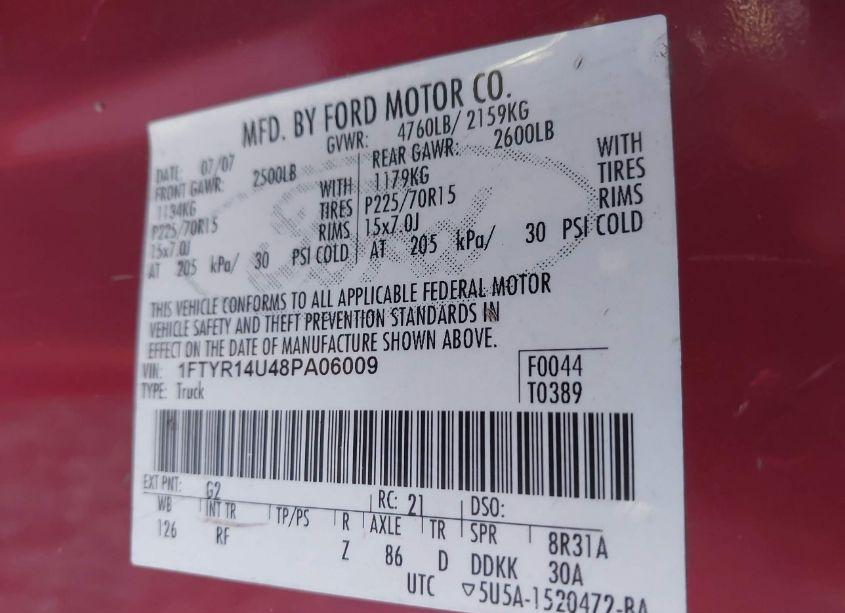 MFD. BY FORD MOTOR CO.
DATE: 07/07 GVWR: 4760LB/ 2159KG
FRONT GAWR: 2500LB REAR GAWR: 2600LB
1134KG WITH 1179KG WITH
P225/70R15 TIRES P225/70R15 TIRES
15x7.0J RIMS 15x7.0J RIMS
AT 205 kPa/ 30 PSI COLD AT 205 kPa/ 30 PSI COLD
THIS VEHICLE CONFORMS TO ALL APPLICABLE FEDERAL MOTOR
VEHICLE SAFETY AND THEFT PREVENTION STANDARDS IN
EFFECT ON THE DATE OF MANUFACTURE SHOWN ABOVE.
VIN: 1FTYR14U48PA06009 F0044
TYPE: Truck T0389
EXT PNT: G2 RC: 21 DSO:
WB INT TR TP/PS R AXLE TR SPR 8R31A
126 RF Z 86 D DDKK 30A
UTC ▽5U5A-1520472-BA
Ford